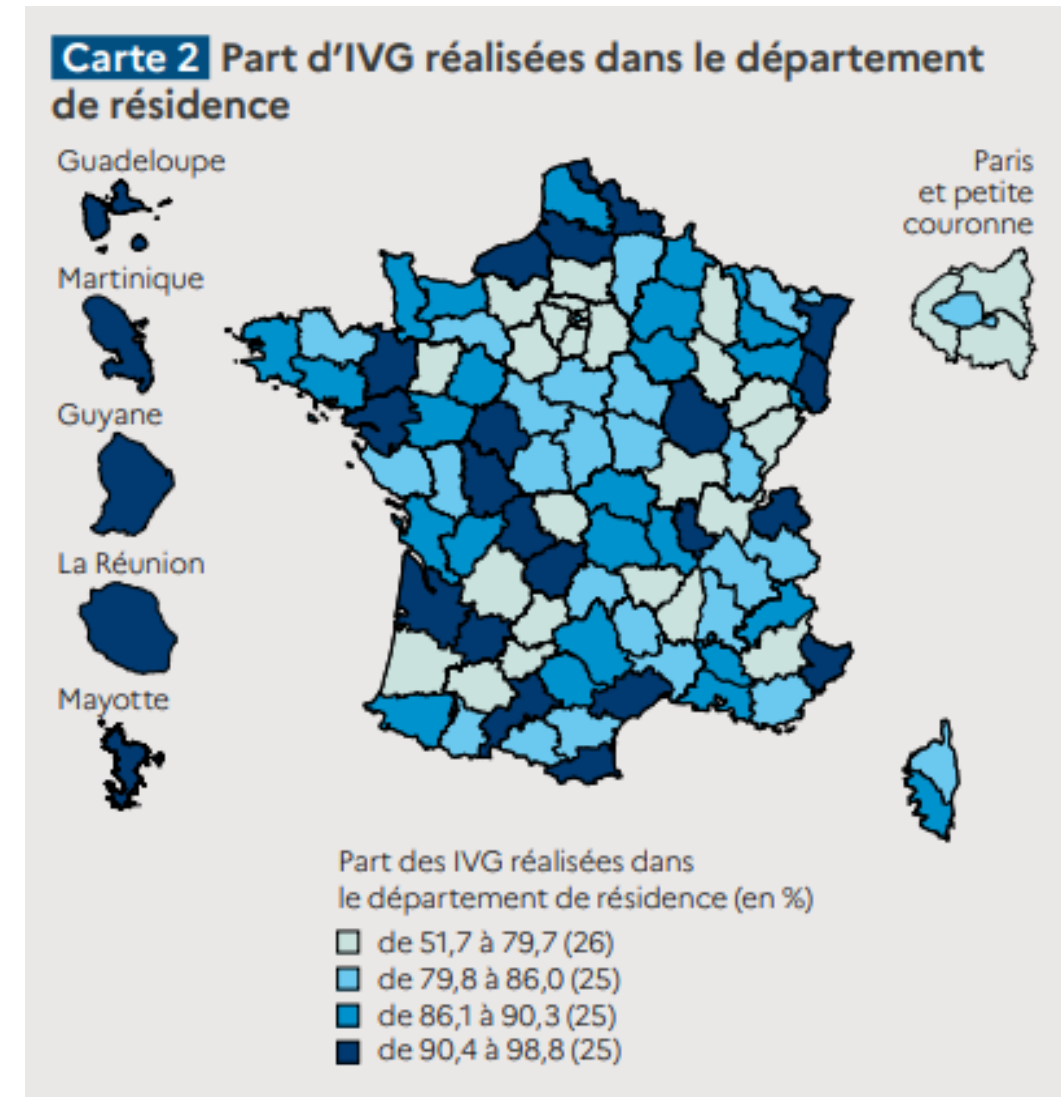 Carte 2 Part d’IVG réalisées dans le département
de résidence
Guadeloupe
Martinique
Guyane
La Réunion
Mayotte
Paris
et petite
couronne
Part des IVG réalisées dans
le département de résidence (en %)
de 51,7 à 79,7 (26)
de 79,8 à 86,0 (25)
de 86,1 à 90,3 (25)
de 90,4 à 98,8 (25)